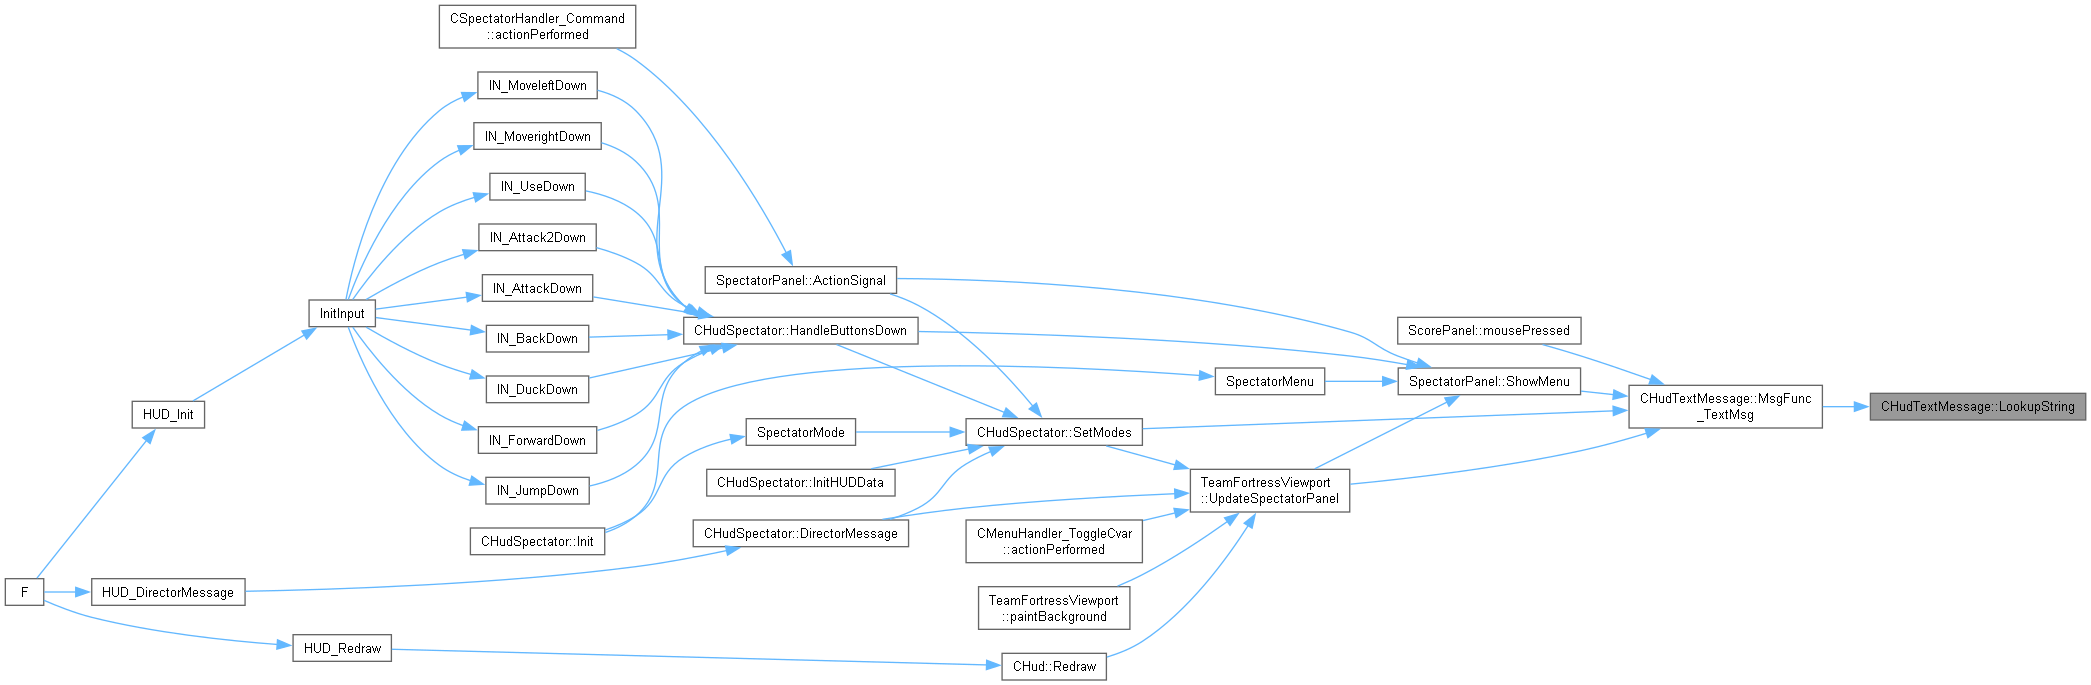 CSpectatorHandler_Command
::actionPerformed
IN_MoveleftDown
IN_MoverightDown
IN_UseDown
IN_Attack2Down
SpectatorPanel::ActionSignal
IN_AttackDown
InitInput
CHudSpectator::HandleButtonsDown
ScorePanel::mousePressed
IN_BackDown
IN_DuckDown
SpectatorMenu
SpectatorPanel::ShowMenu
CHudTextMessage::MsgFunc
_TextMsg
CHudTextMessage::LookupString
HUD_Init
IN_ForwardDown
SpectatorMode
CHudSpectator::SetModes
IN_JumpDown
CHudSpectator::InitHUDData
TeamFortressViewport
::UpdateSpectatorPanel
CHudSpectator::Init
CHudSpectator::DirectorMessage
CMenuHandler_ToggleCvar
::actionPerformed
F
HUD_DirectorMessage
TeamFortressViewport
::paintBackground
HUD_Redraw
CHud::Redraw